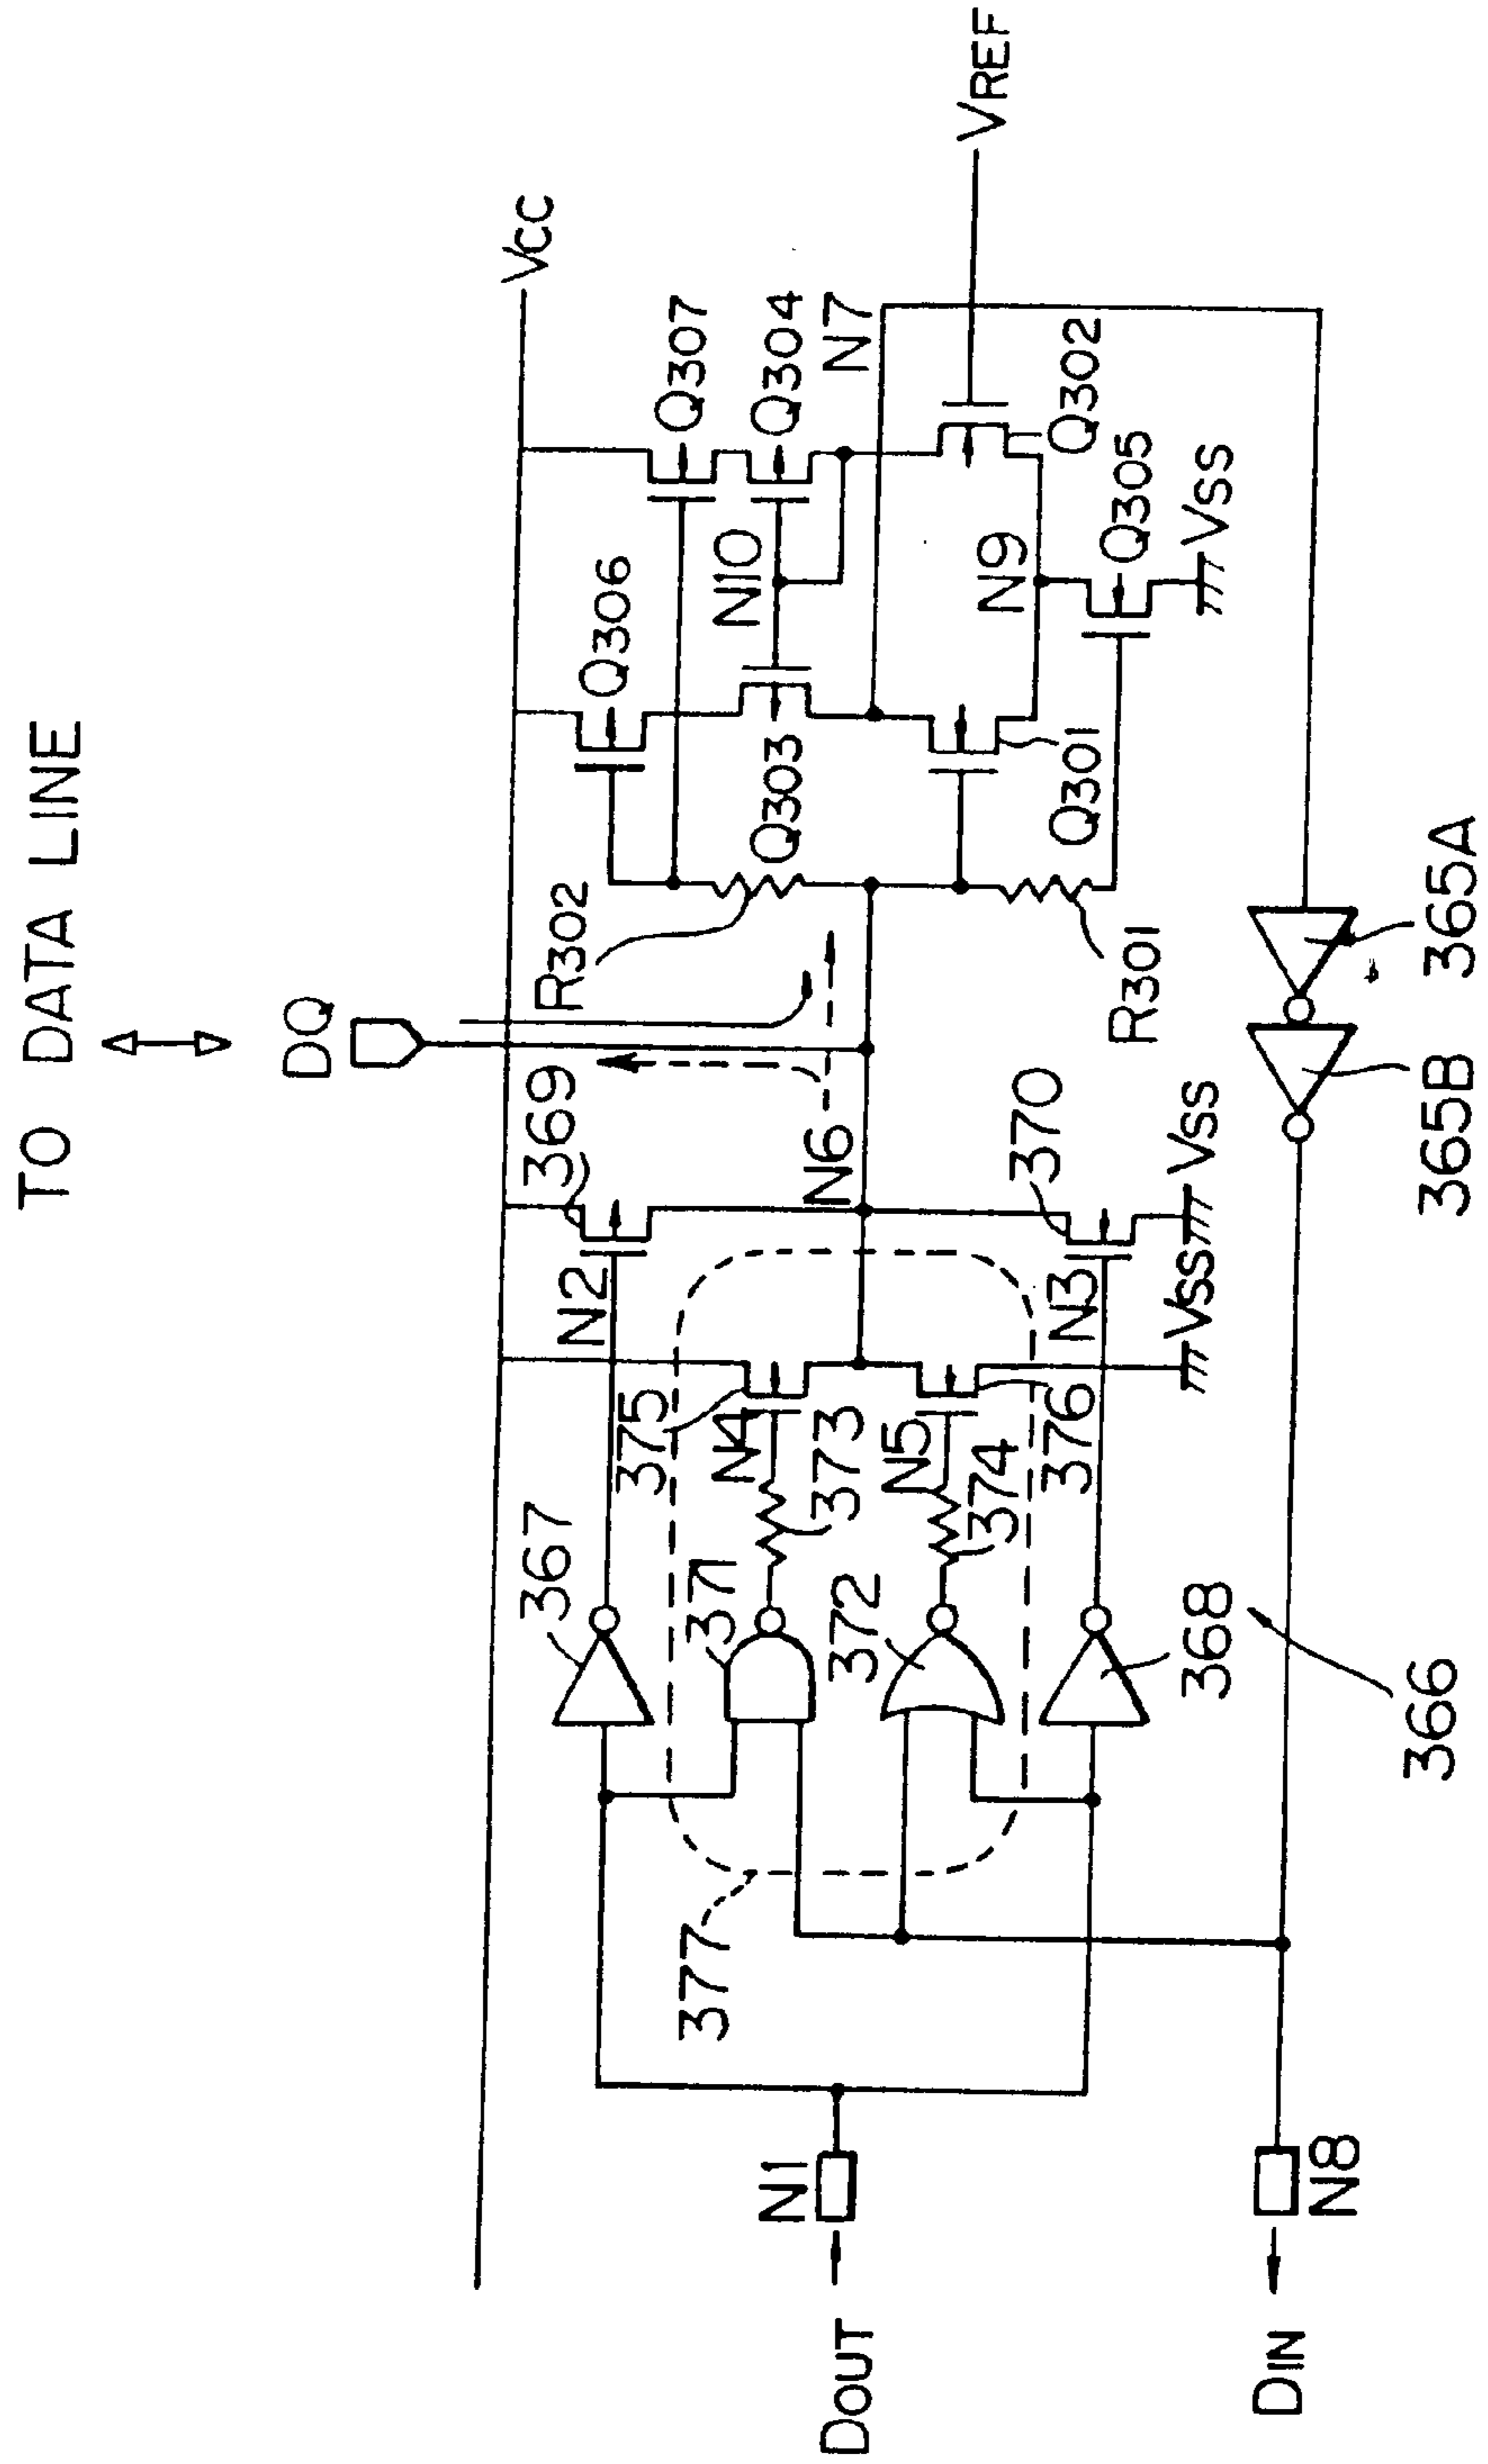 TO DATA LINE
DQ
VCC
VREF
Q307
Q304
N7
Q306
N10
Q303
R302
Q302
N9
Q305
VSS
Q301
R301
N6
369
N2
370
N3
VSS
VSS
375
N4
373
N5
374
376
367
371
372
368
377
366
365A
365B
N1
DOUT
N8
DIN